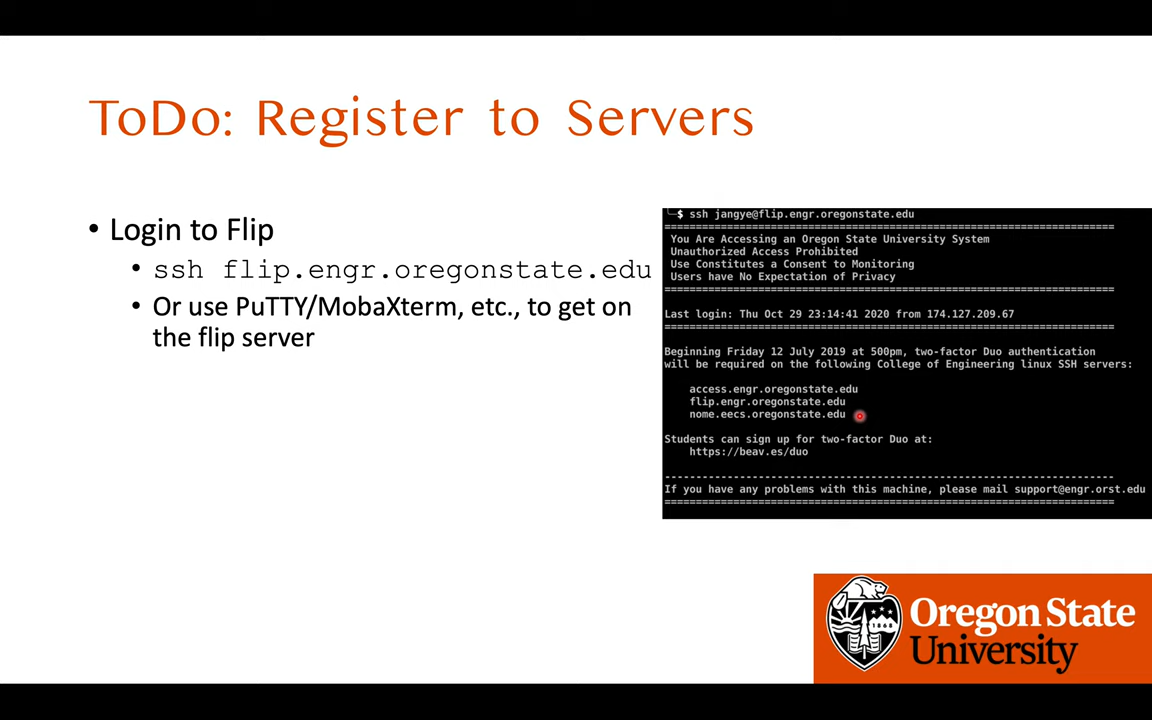 ToDo: Register to Servers
• Login to Flip
• ssh flip.engr.oregonstate.edu
• Or use PuTTY/MobaXterm, etc., to get on
the flip server
$ ssh jangye@flip.engr.oregonstate.edu
================================================================================
You Are Accessing an Oregon State University System
Unauthorized Access Prohibited
Use Constitutes a Consent to Monitoring
Users have No Expectation of Privacy
================================================================================
Last login: Thu Oct 29 23:14:41 2020 from 174.127.209.67
================================================================================
Beginning Friday 12 July 2019 at 500pm, two-factor Duo authentication
will be required on the following College of Engineering linux SSH servers:
access.engr.oregonstate.edu
flip.engr.oregonstate.edu
nome.eecs.oregonstate.edu
Students can sign up for two-factor Duo at:
https://beav.es/duo
------------------------------------------------------------------------
If you have any problems with this machine, please mail support@engr.orst.edu
================================================================================
Oregon State
University